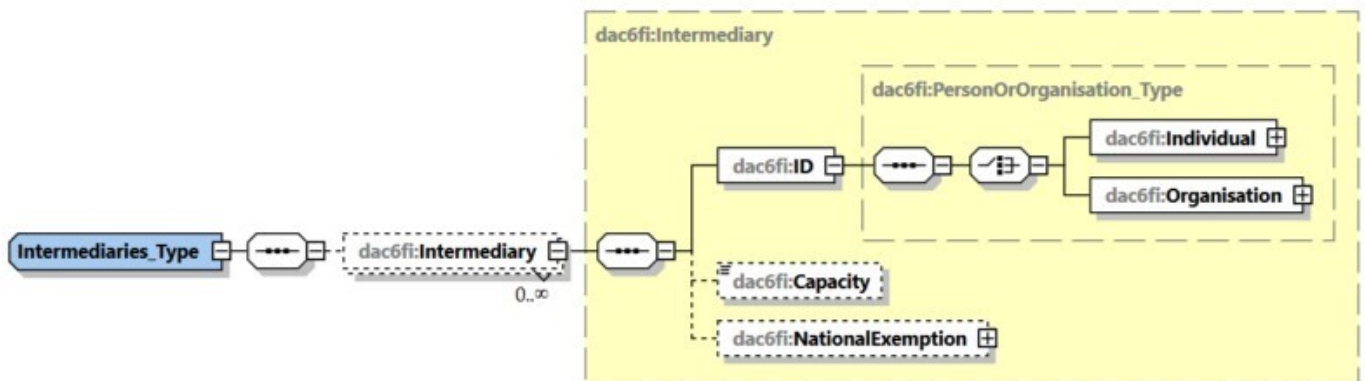 dac6fi:Intermediary
dac6fi:PersonOrOrganisation_Type
dac6fi:Individual
dac6fi:ID
dac6fi:Organisation
Intermediaries_Type
dac6fi:Intermediary
0..∞
dac6fi:Capacity
dac6fi:NationalExemption